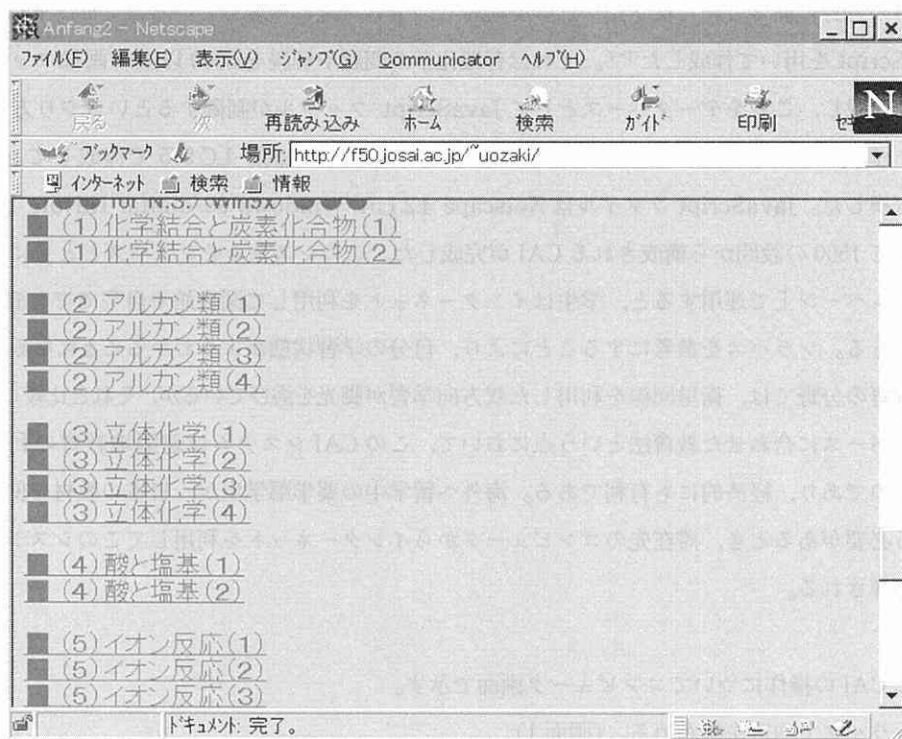 Anfang2 - Netscape
ファイル(F) 編集(E) 表示(V) ジャンプ(G) Communicator ヘルプ(H)
戻る 次 再読み込み ホーム 検索 ガイド 印刷 セキ
N
ブックマーク 場所: http://f50.josai.ac.jp/~uozaki/
インターネット 検索 情報
●●● for N.S./Win9x ●●●
■ (1)化学結合と炭素化合物(1)
■ (1)化学結合と炭素化合物(2)
■ (2)アルカン類(1)
■ (2)アルカン類(2)
■ (2)アルカン類(3)
■ (2)アルカン類(4)
■ (3)立体化学(1)
■ (3)立体化学(2)
■ (3)立体化学(3)
■ (3)立体化学(4)
■ (4)酸と塩基(1)
■ (4)酸と塩基(2)
■ (5)イオン反応(1)
■ (5)イオン反応(2)
■ (5)イオン反応(3)
ドキュメント: 完了。